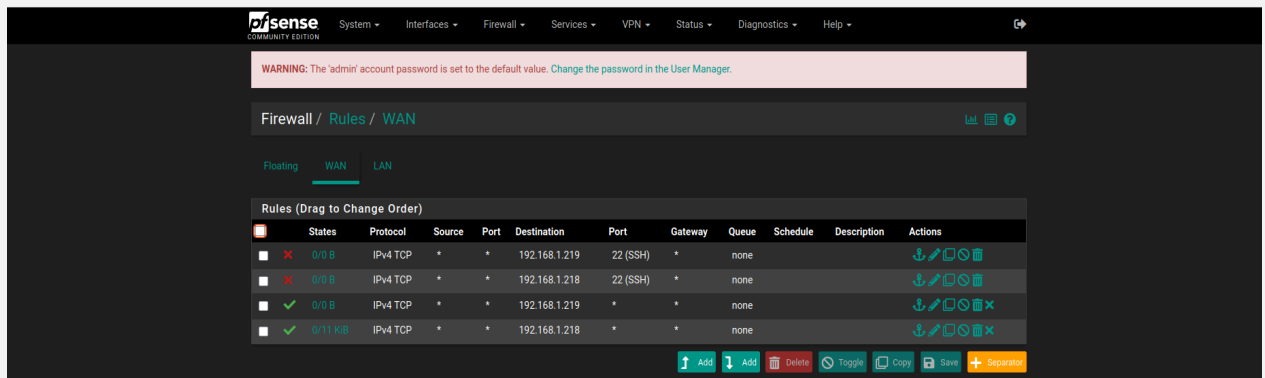 pfsense System Interfaces Firewall Services VPN Status Diagnostics Help
COMMUNITY EDITION
WARNING: The 'admin' account password is set to the default value. Change the password in the User Manager.
Firewall / Rules / WAN
Floating WAN LAN
Rules (Drag to Change Order)
States Protocol Source Port Destination Port Gateway Queue Schedule Description Actions
0/0 B IPv4 TCP * * 192.168.1.219 22 (SSH) * none
0/0 B IPv4 TCP * * 192.168.1.218 22 (SSH) * none
0/0 B IPv4 TCP * * 192.168.1.219 * * none
0/11 KiB IPv4 TCP * * 192.168.1.218 * * none
Add Add Delete Toggle Copy Save Separator